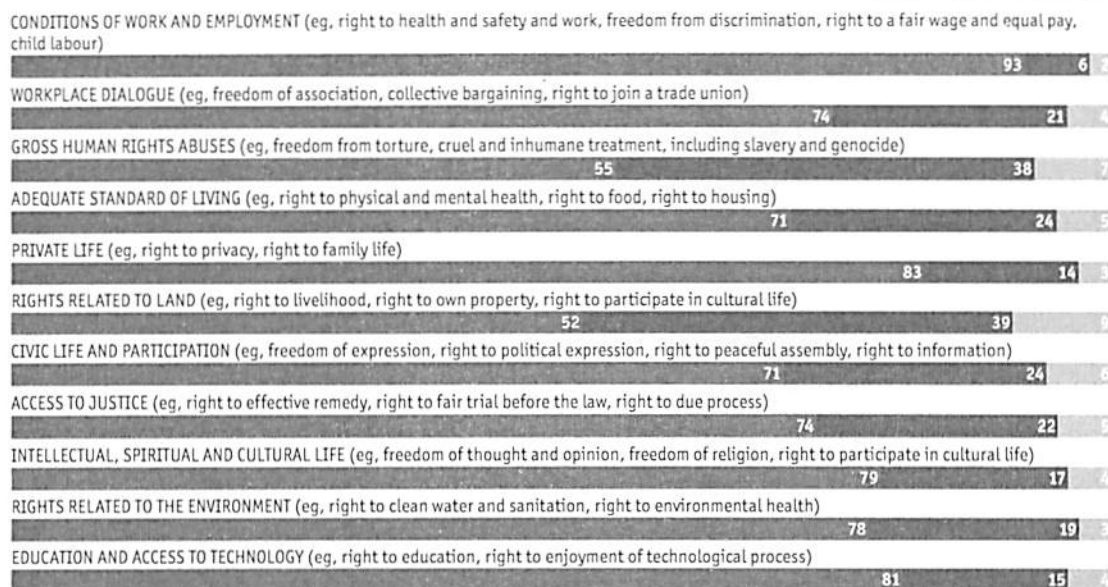 CONDITIONS OF WORK AND EMPLOYMENT (eg, right to health and safety and work, freedom from discrimination, right to a fair wage and equal pay,
child labour)
93 6 2
WORKPLACE DIALOGUE (eg, freedom of association, collective bargaining, right to join a trade union)
74 21 4
GROSS HUMAN RIGHTS ABUSES (eg, freedom from torture, cruel and inhumane treatment, including slavery and genocide)
55 38 7
ADEQUATE STANDARD OF LIVING (eg, right to physical and mental health, right to food, right to housing)
71 24 5
PRIVATE LIFE (eg, right to privacy, right to family life)
83 14 3
RIGHTS RELATED TO LAND (eg, right to livelihood, right to own property, right to participate in cultural life)
52 39 9
CIVIC LIFE AND PARTICIPATION (eg, freedom of expression, right to political expression, right to peaceful assembly, right to information)
71 24 6
ACCESS TO JUSTICE (eg, right to effective remedy, right to fair trial before the law, right to due process)
74 22 5
INTELLECTUAL, SPIRITUAL AND CULTURAL LIFE (eg, freedom of thought and opinion, freedom of religion, right to participate in cultural life)
79 17 4
RIGHTS RELATED TO THE ENVIRONMENT (eg, right to clean water and sanitation, right to environmental health)
78 19 3
EDUCATION AND ACCESS TO TECHNOLOGY (eg, right to education, right to enjoyment of technological process)
81 15